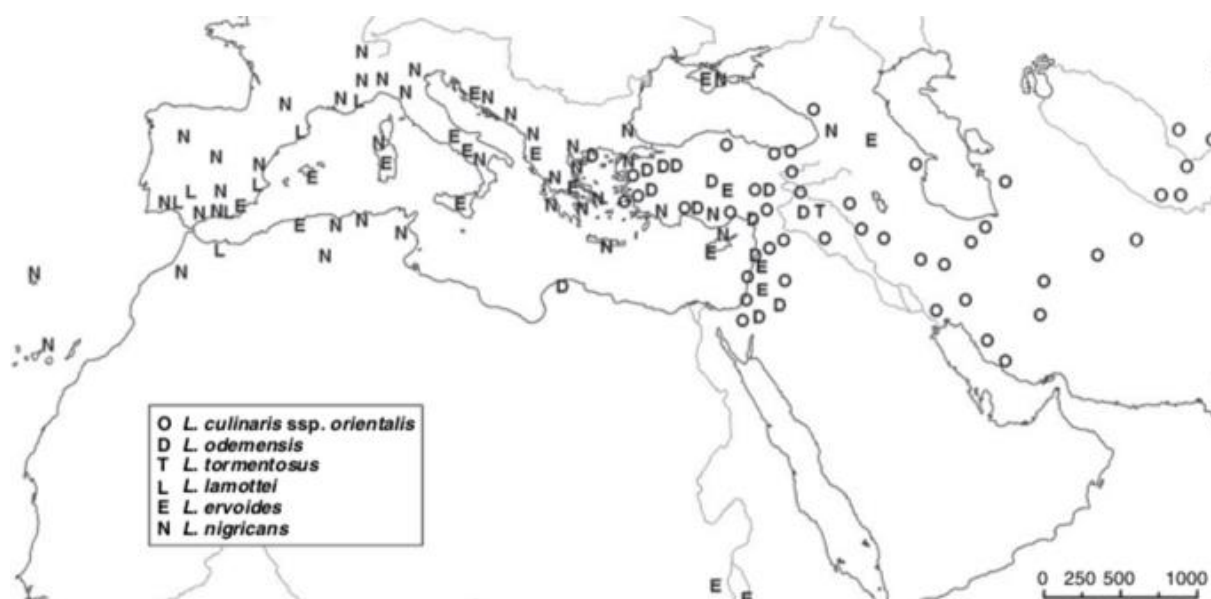 O L. culinaris ssp. orientalis
D L. odemensis
T L. tormentosus
L L. lamottei
E L. ervoides
N L. nigricans
0 250 500 1000